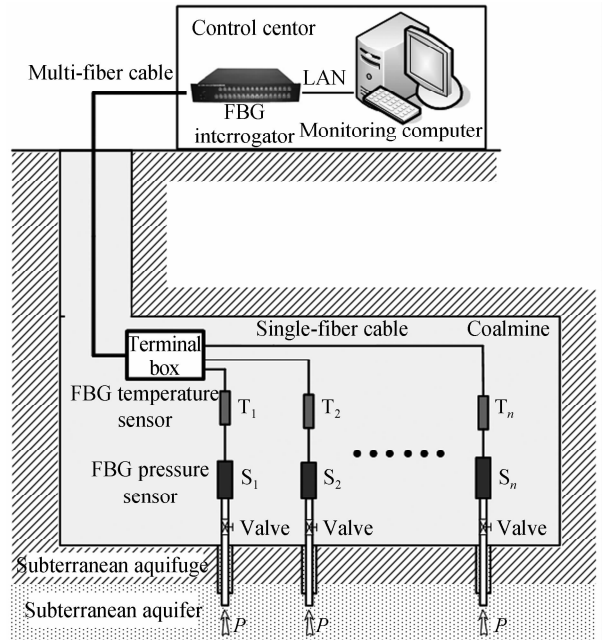 Control centor
Multi-fiber cable
LAN
FBG
intcrrogator
Monitoring computer
Single-fiber cable
Coalmine
Terminal
box
FBG temperature
sensor
T1
T2
Tn
FBG pressure
sensor
S1
S2
Sn
Valve
Valve
Valve
Subterranean aquifuge
Subterranean aquifer
P
P
P